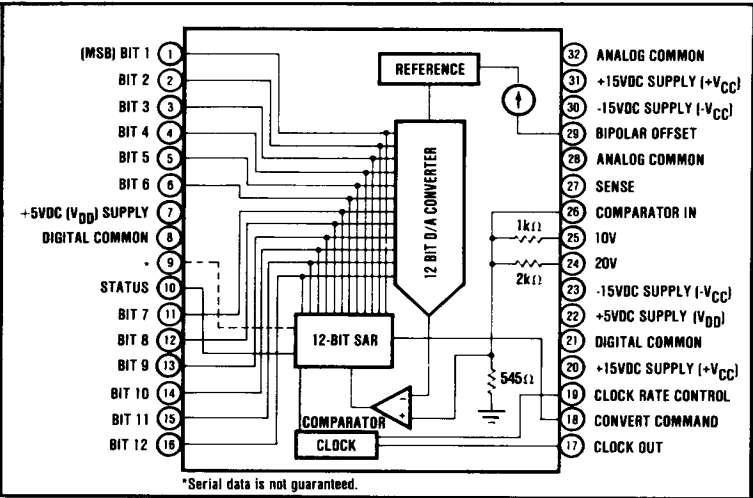 (MSB) BIT 1 1
BIT 2 2
BIT 3 3
BIT 4 4
BIT 5 5
BIT 6 6
+5VDC (VDD) SUPPLY 7
DIGITAL COMMON 8
* 9
STATUS 10
BIT 7 11
BIT 8 12
BIT 9 13
BIT 10 14
BIT 11 15
BIT 12 16
REFERENCE
12 BIT D/A CONVERTER
12-BIT SAR
1kΩ
2kΩ
545Ω
-
+
COMPARATOR
CLOCK
32 ANALOG COMMON
31 +15VDC SUPPLY (+VCC)
30 -15VDC SUPPLY (-VCC)
29 BIPOLAR OFFSET
28 ANALOG COMMON
27 SENSE
26 COMPARATOR IN
25 10V
24 20V
23 -15VDC SUPPLY (-VCC)
22 +5VDC SUPPLY (VDD)
21 DIGITAL COMMON
20 +15VDC SUPPLY (+VCC)
19 CLOCK RATE CONTROL
18 CONVERT COMMAND
17 CLOCK OUT
*Serial data is not guaranteed.